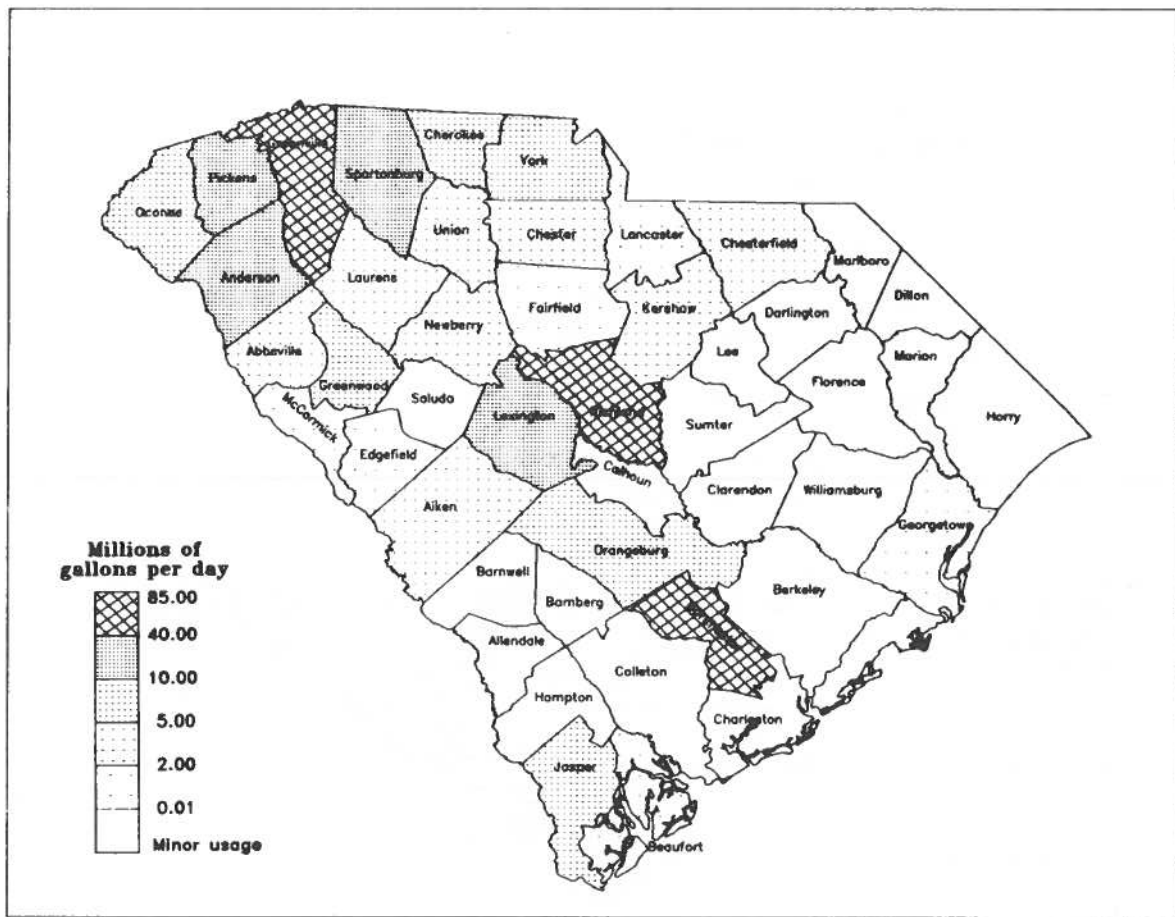 Cherokee
York
Spartanburg
Pickens
Oconee
Union
Chester
Lancaster
Chesterfield
Marlboro
Anderson
Laurens
Dillon
Fairfield
Kershaw
Darlington
Newberry
Lee
Abbeville
Marion
Greenwood
Florence
Saluda
McCormick
Lexington
Horry
Sumter
Edgefield
Calhoun
Clarendon
Williamsburg
Aiken
Georgetown
Orangeburg
Barnwell
Berkeley
Bamberg
Allendale
Colleton
Hampton
Charleston
Jasper
Beaufort
Millions of
gallons per day
85.00
40.00
10.00
5.00
2.00
0.01
Minor usage